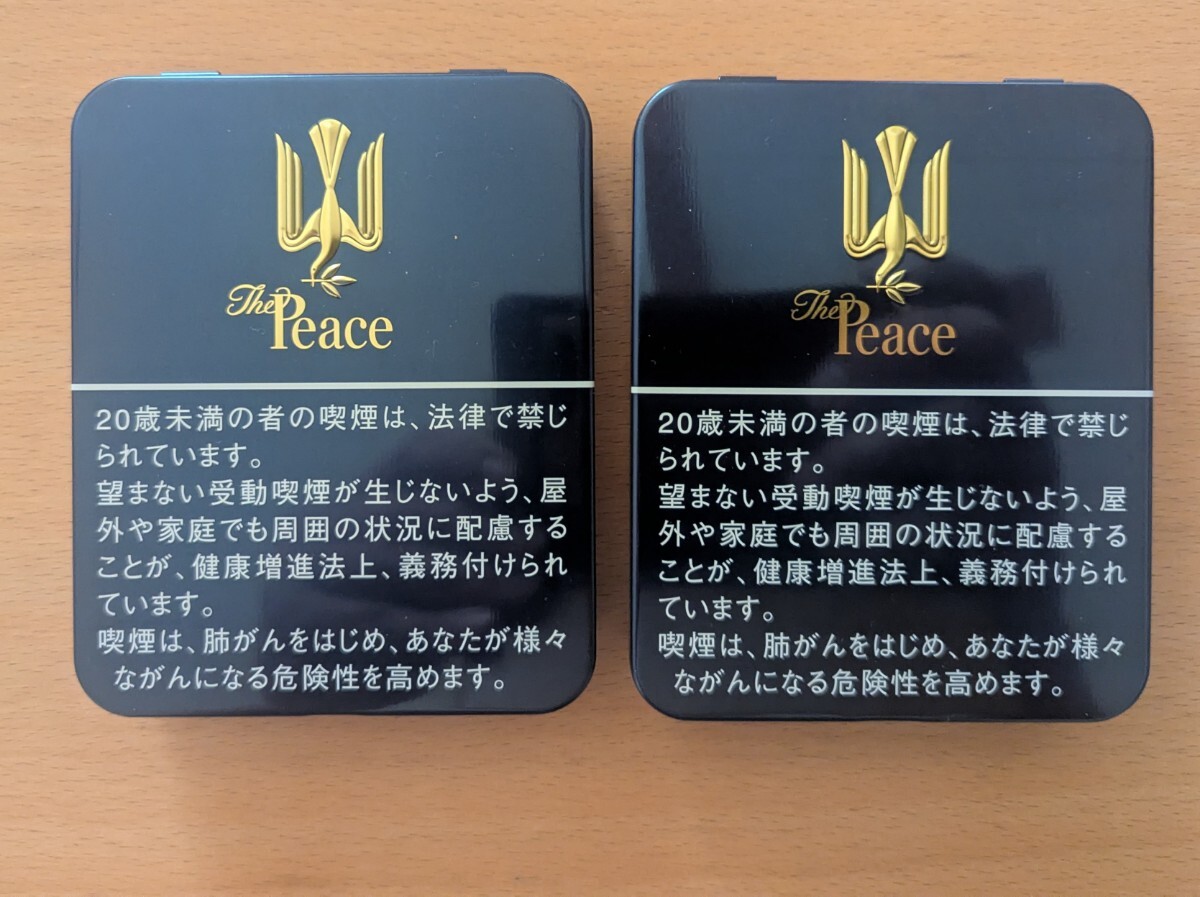 The Peace
20歳未満の者の喫煙は、法律で禁じ
られています。
望まない受動喫煙が生じないよう、屋
外や家庭でも周囲の状況に配慮する
ことが、健康増進法上、義務付けられ
ています。
喫煙は、肺がんをはじめ、あなたが様々
ながんになる危険性を高めます。
The Peace
20歳未満の者の喫煙は、法律で禁じ
られています。
望まない受動喫煙が生じないよう、屋
外や家庭でも周囲の状況に配慮する
ことが、健康増進法上、義務付けられ
ています。
喫煙は、肺がんをはじめ、あなたが様々
ながんになる危険性を高めます。